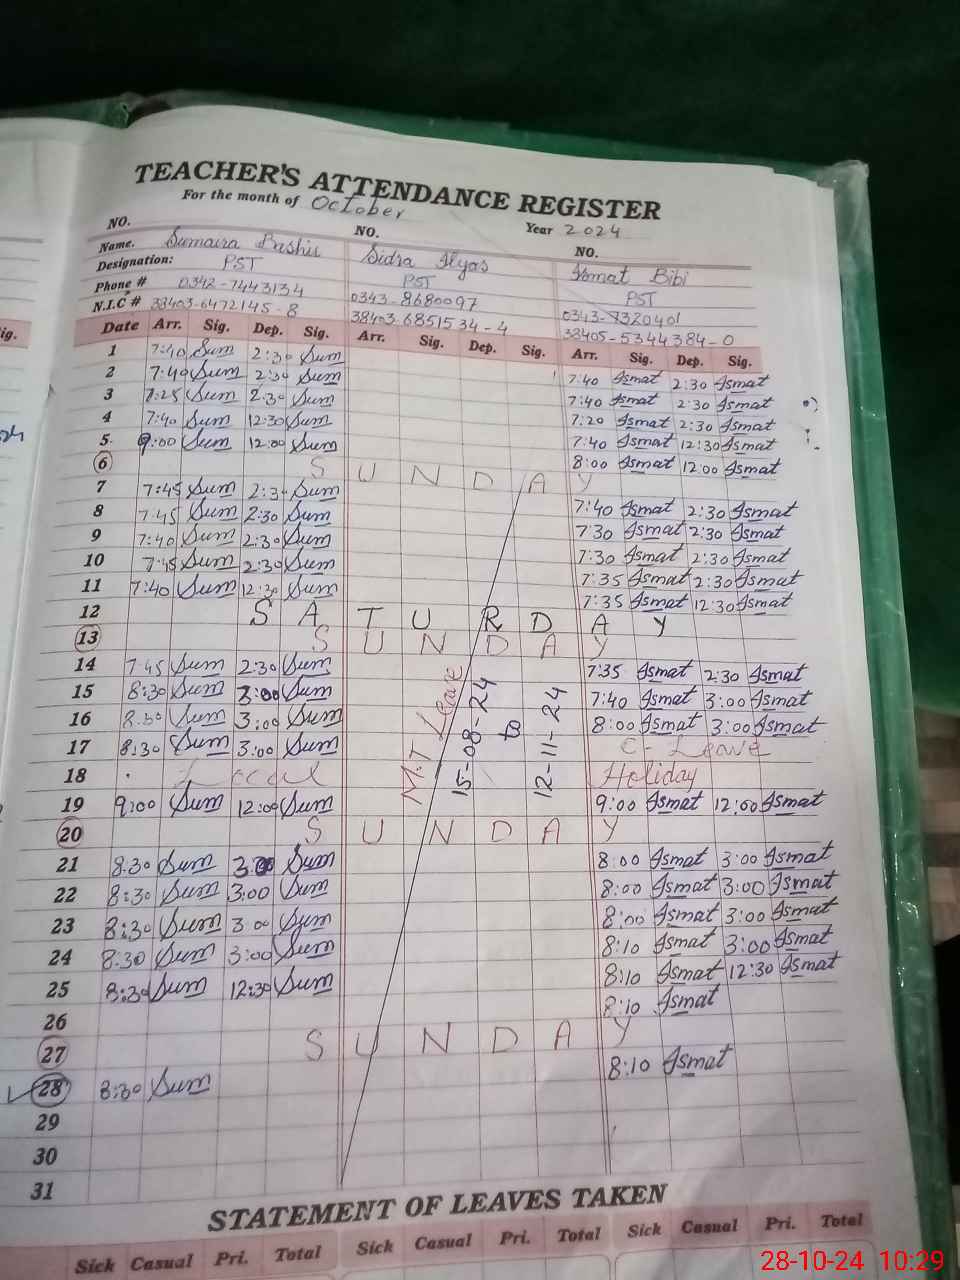 TEACHER'S ATTENDANCE REGISTER
For the month of October Year 2024
NO. NO. NO.
Name. Sumaira Sidra Ilyas Ismat Bibi
Designation: PST PST PST
Phone # 0342-7443134 0343-8680097
N.I.C # 38403-6472145-8 38403-6851534-4 38405-5344384-0
Date Arr. Sig. Dep. Sig. Arr. Sig. Dep. Sig. Arr. Sig. Dep. Sig.
1 7:40 Sum 2:30 Sum 7:40 Ismat 2:30 Ismat
2 7:40 Sum 2:30 Sum 7:40 Ismat 2:30 Ismat
3 7:25 Sum 2:30 Sum 7:20 Ismat 2:30 Ismat
4 7:40 Sum 12:30 Sum 7:40 Ismat 12:30 Ismat
5 9:00 Sum 12:00 Sum 8:00 Ismat 12:00 Ismat
6 SUNDAY
7 7:45 Sum 2:30 Sum 7:40 Ismat 2:30 Ismat
8 7:45 Sum 2:30 Sum 7:30 Ismat 2:30 Ismat
9 7:40 Sum 2:30 Sum 7:30 Ismat 2:30 Ismat
10 7:45 Sum 2:30 Sum 7:35 Ismat 2:30 Ismat
11 7:40 Sum 12:30 Sum 7:35 Ismat 12:30 Ismat
12 SATURDAY
13 SUNDAY
14 7:45 Sum 2:30 Sum 7:35 Ismat 2:30 Ismat
15 8:30 Sum 3:00 Sum 7:40 Ismat 3:00 Ismat
16 8:30 Sum 3:00 Sum 8:00 Ismat 3:00 Ismat
17 8:30 Sum 3:00 Sum C-Leave
18 Local Holiday
19 9:00 Sum 12:00 Sum 9:00 Ismat 12:00 Ismat
20 SUNDAY
M.T Leave
15-08-24
to
12-11-24
21 8:30 Sum 3:00 Sum 8:00 Ismat 3:00 Ismat
22 8:30 Sum 3:00 Sum 8:00 Ismat 3:00 Ismat
23 8:30 Sum 3:00 Sum 8:00 Ismat 3:00 Ismat
24 8:30 Sum 3:00 Sum 8:10 Ismat 3:00 Ismat
25 8:30 Sum 12:30 Sum 8:10 Ismat 12:30 Ismat
26 8:10 Ismat
27 SUNDAY
28 8:30 Sum 8:10 Ismat
29
30
31
STATEMENT OF LEAVES TAKEN
Sick Casual Pri. Total Sick Casual Pri. Total Sick Casual Pri. Total
28-10-24 10:29